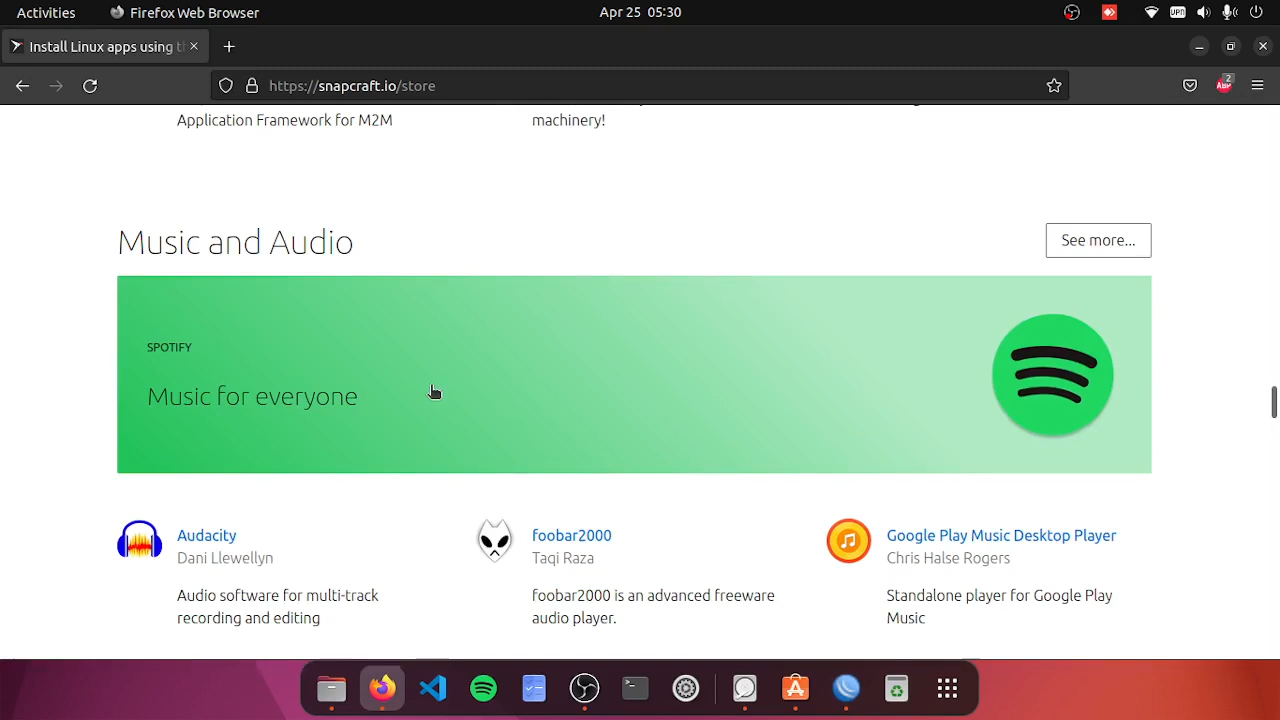 Activities
Firefox Web Browser
Apr 25 05:30
VPN
Install Linux apps using t
https://snapcraft.io/store
ABP
2
Application Framework for M2M
machinery!
Music and Audio
See more...
SPOTIFY
Music for everyone
Audacity
Dani Llewellyn
Audio software for multi-track
recording and editing
foobar2000
Taqi Raza
foobar2000 is an advanced freeware
audio player.
Google Play Music Desktop Player
Chris Halse Rogers
Standalone player for Google Play
Music